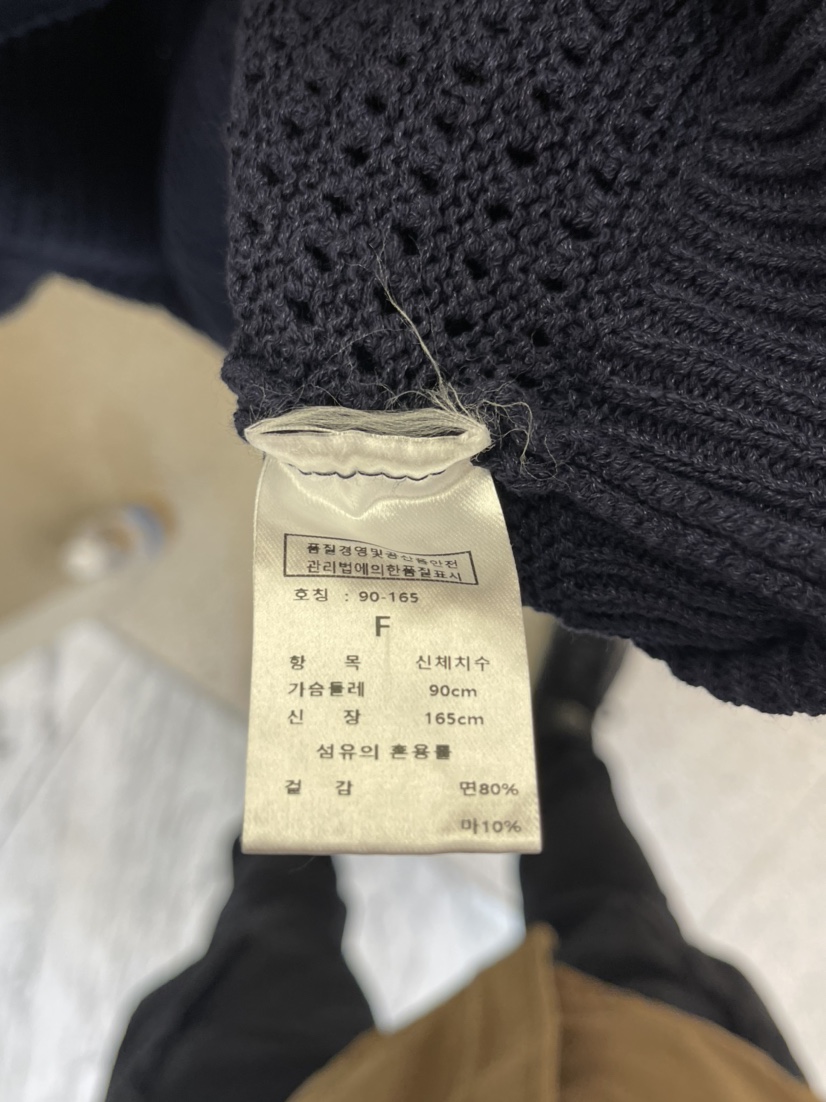 품질경영및공산품안전
관리법에의한품질표시
호칭 : 90-165
F
항 목 신체치수
가슴둘레 90cm
신 장 165cm
섬유의 혼용률
겉 감 면80%
마10%